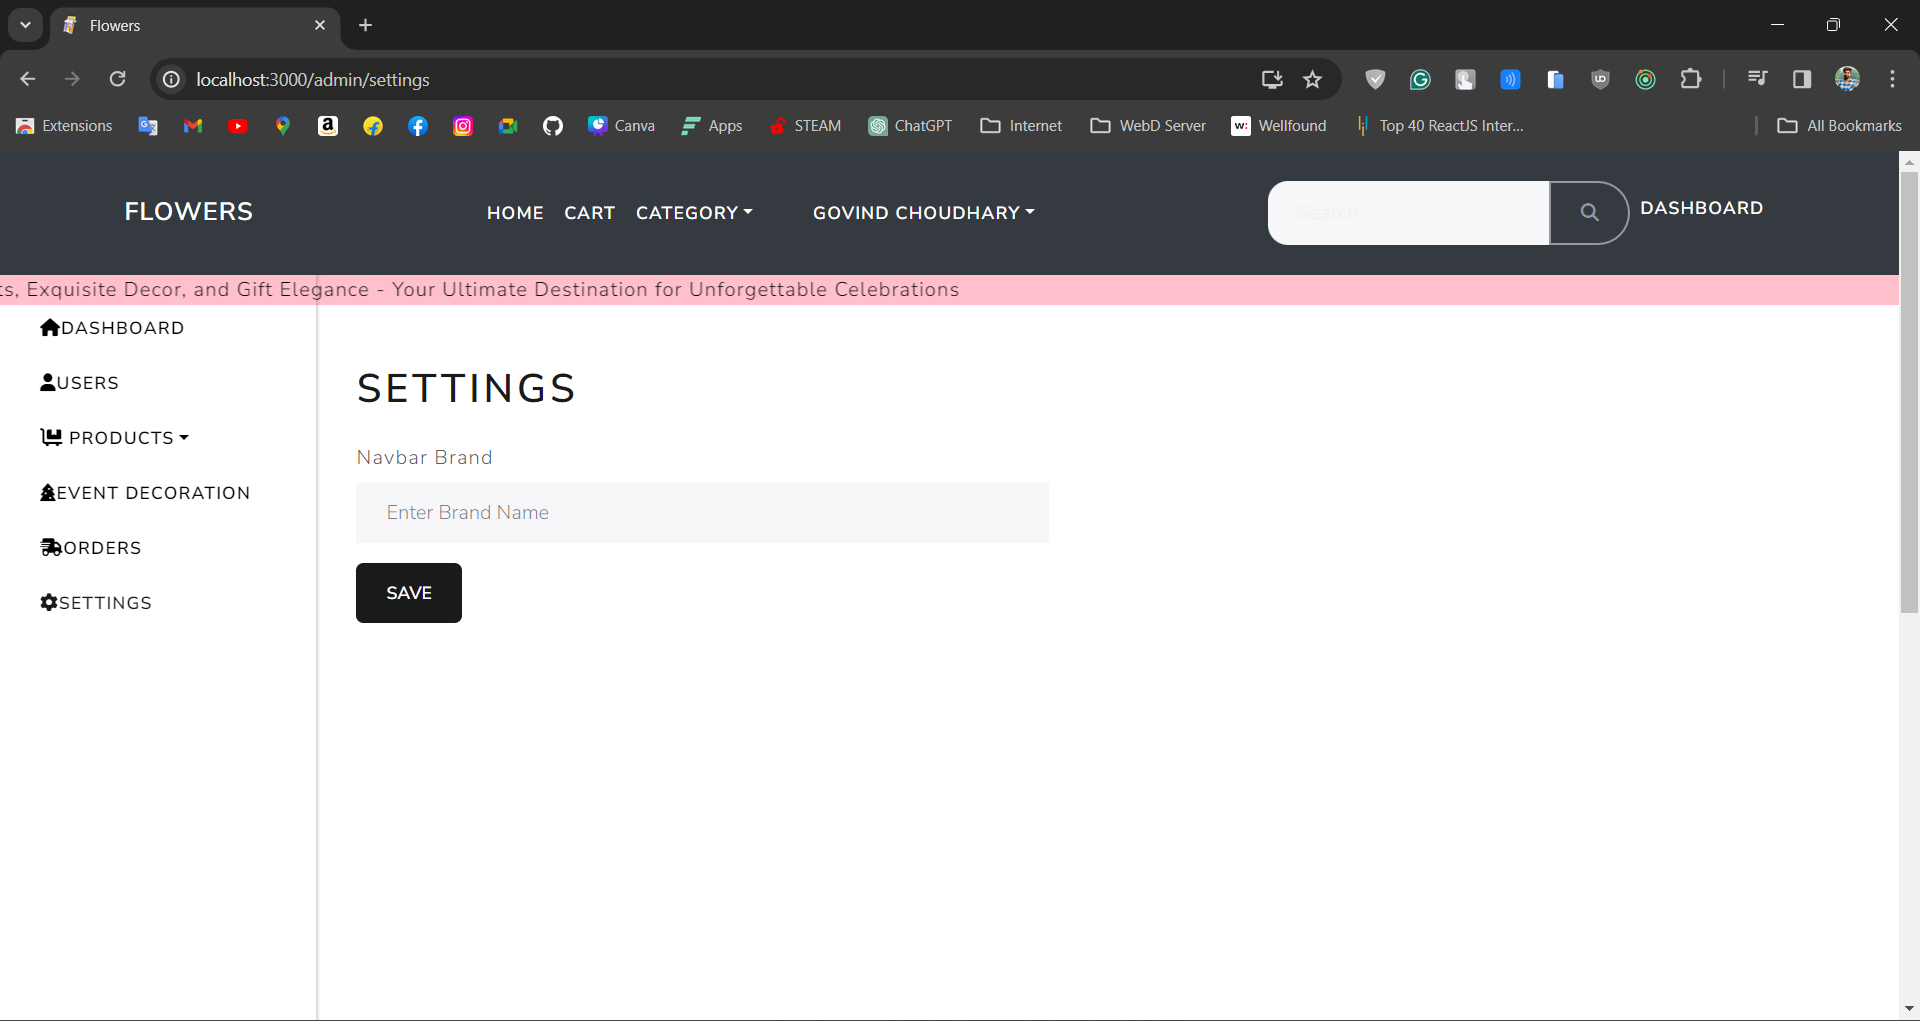 Flowers
localhost:3000/admin/settings
Extensions Canva Apps STEAM ChatGPT Internet WebD Server Wellfound Top 40 ReactJS Inter... All Bookmarks
FLOWERS HOME CART CATEGORY GOVIND CHOUDHARY Search DASHBOARD
ts, Exquisite Decor, and Gift Elegance - Your Ultimate Destination for Unforgettable Celebrations
DASHBOARD
USERS
PRODUCTS
EVENT DECORATION
ORDERS
SETTINGS
SETTINGS
Navbar Brand
Enter Brand Name
SAVE